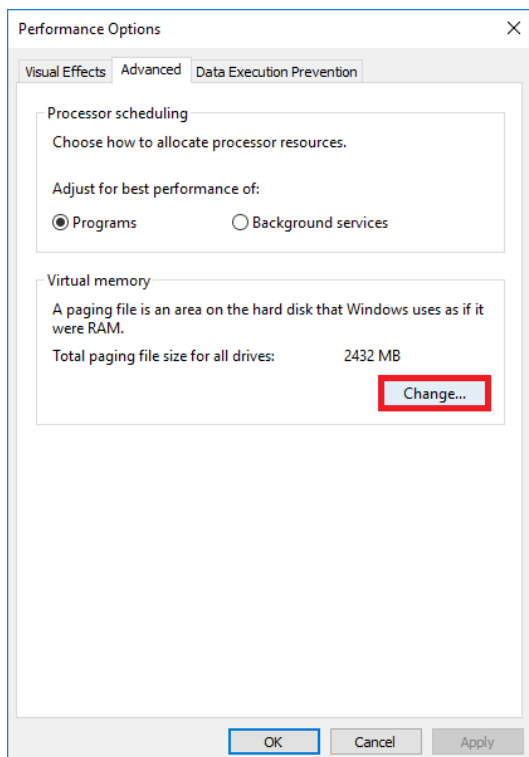 Performance Options
Visual Effects Advanced Data Execution Prevention
Processor scheduling
Choose how to allocate processor resources.
Adjust for best performance of:
Programs Background services
Virtual memory
A paging file is an area on the hard disk that Windows uses as if it
were RAM.
Total paging file size for all drives: 2432 MB
Change...
OK Cancel Apply